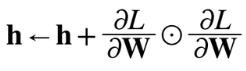 h ← h + ∂L/∂W ⊙ ∂L/∂W